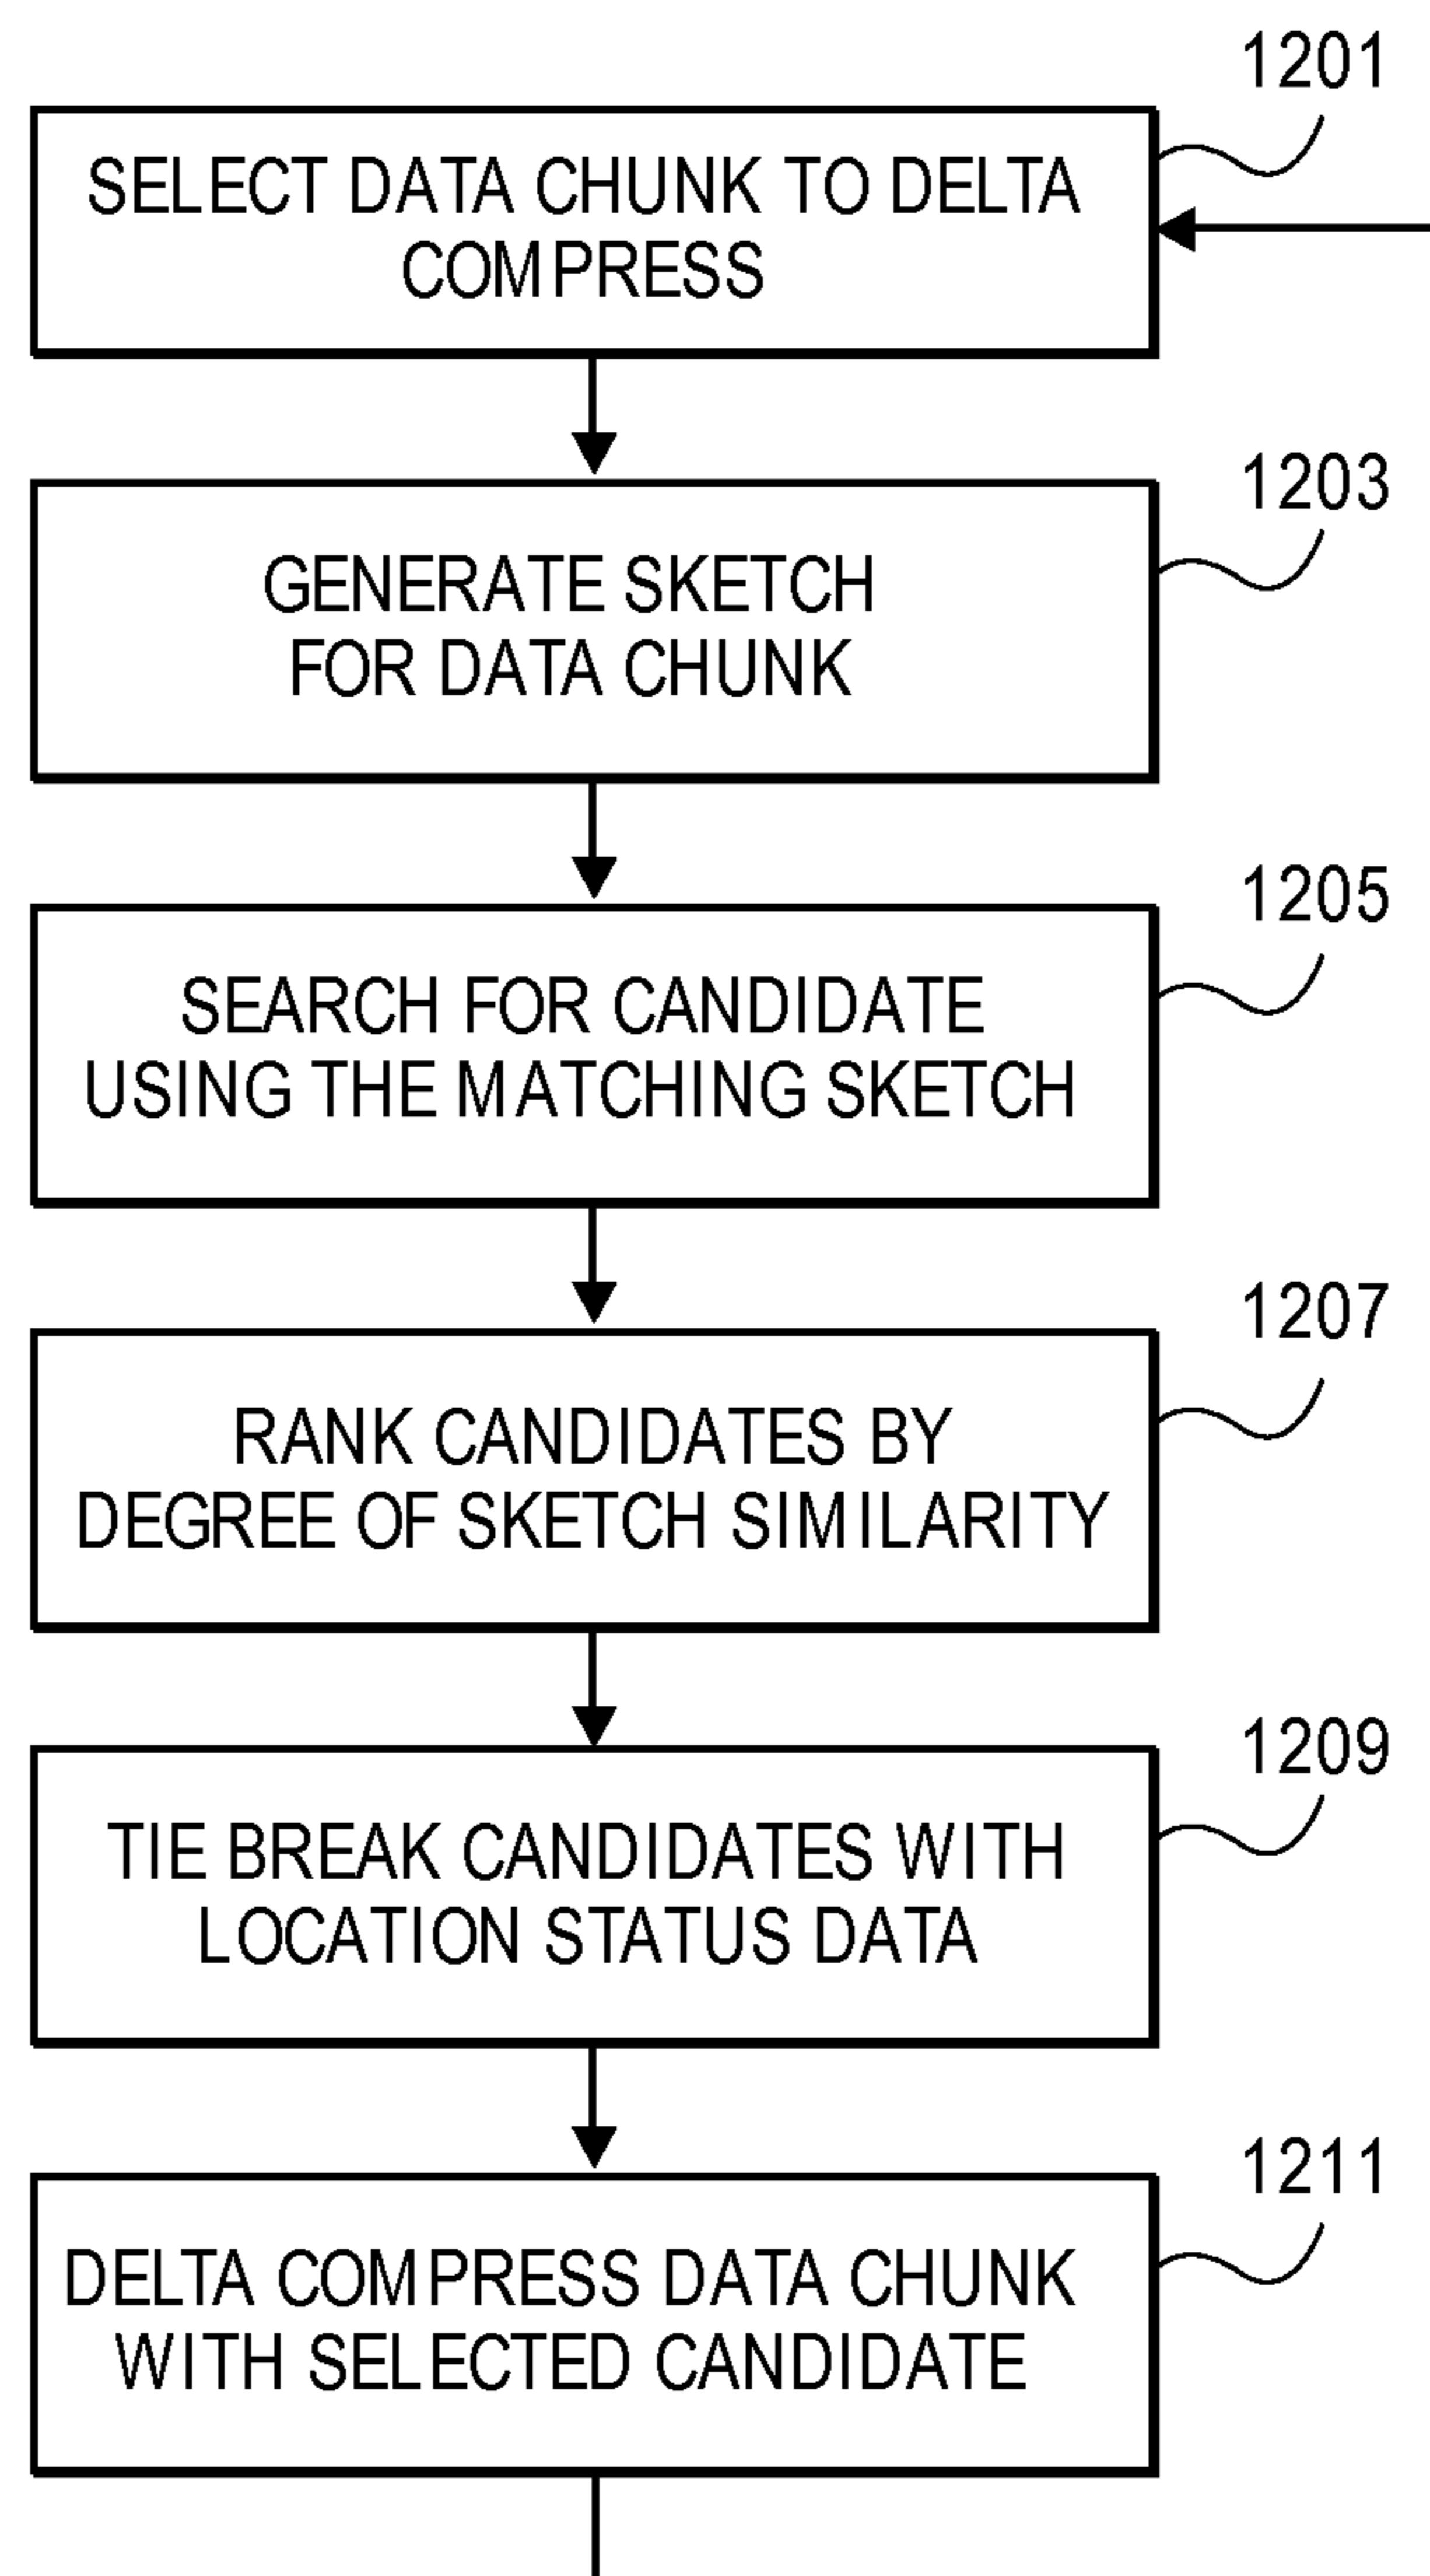 1201
SELECT DATA CHUNK TO DELTA
COMPRESS
1203
GENERATE SKETCH
FOR DATA CHUNK
1205
SEARCH FOR CANDIDATE
USING THE MATCHING SKETCH
1207
RANK CANDIDATES BY
DEGREE OF SKETCH SIMILARITY
1209
TIE BREAK CANDIDATES WITH
LOCATION STATUS DATA
1211
DELTA COMPRESS DATA CHUNK
WITH SELECTED CANDIDATE